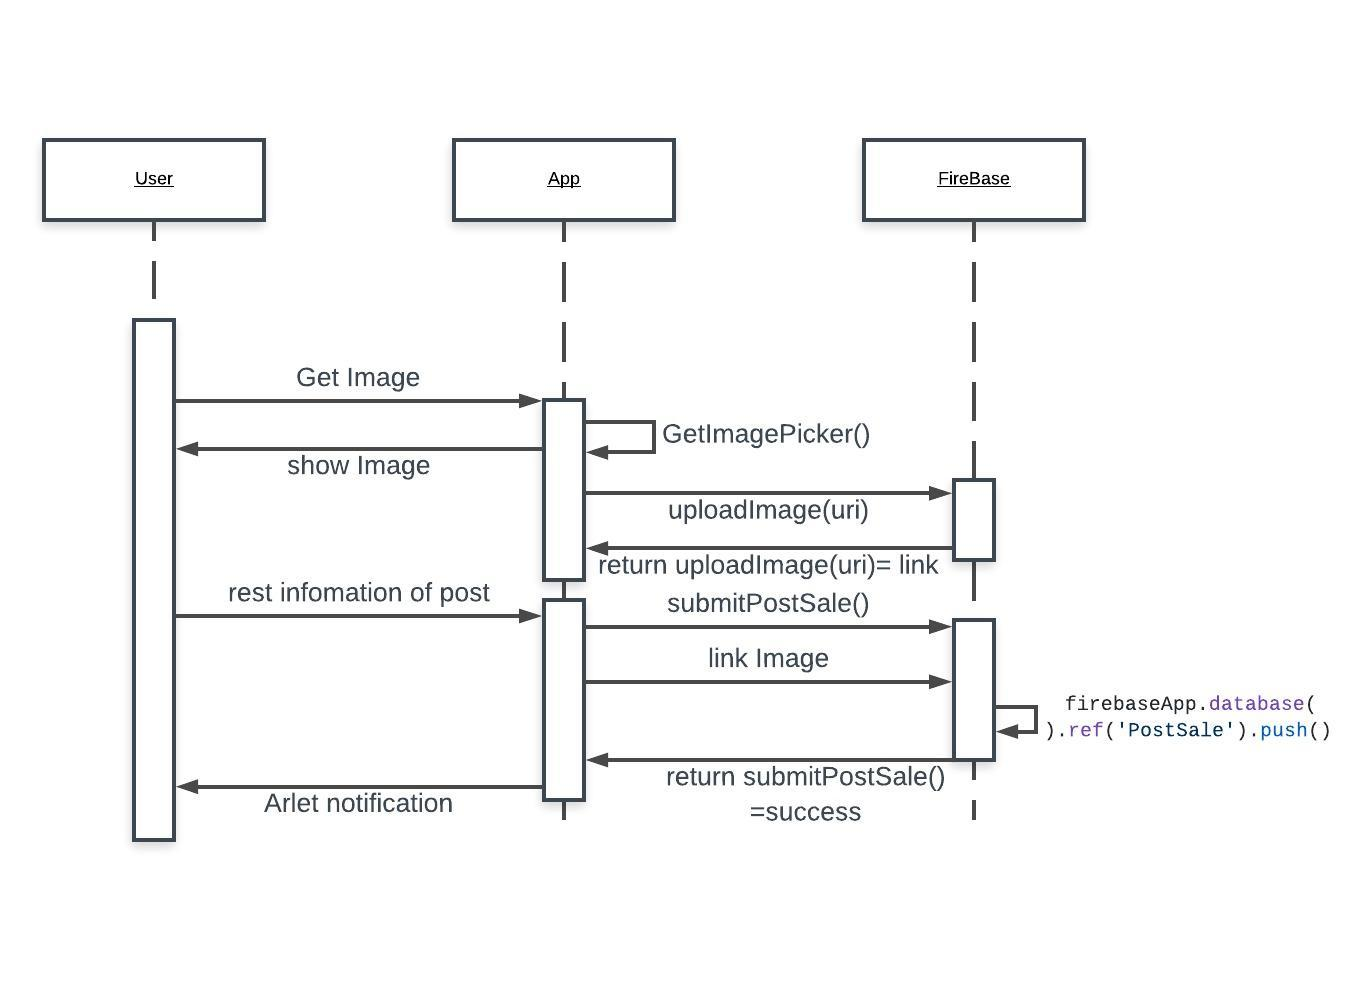 User
App
FireBase
Get Image
GetImagePicker()
show Image
uploadImage(uri)
return uploadImage(uri)= link
rest infomation of post
submitPostSale()
link Image
firebaseApp.database(
).ref('PostSale').push()
return submitPostSale()
=success
Arlet notification